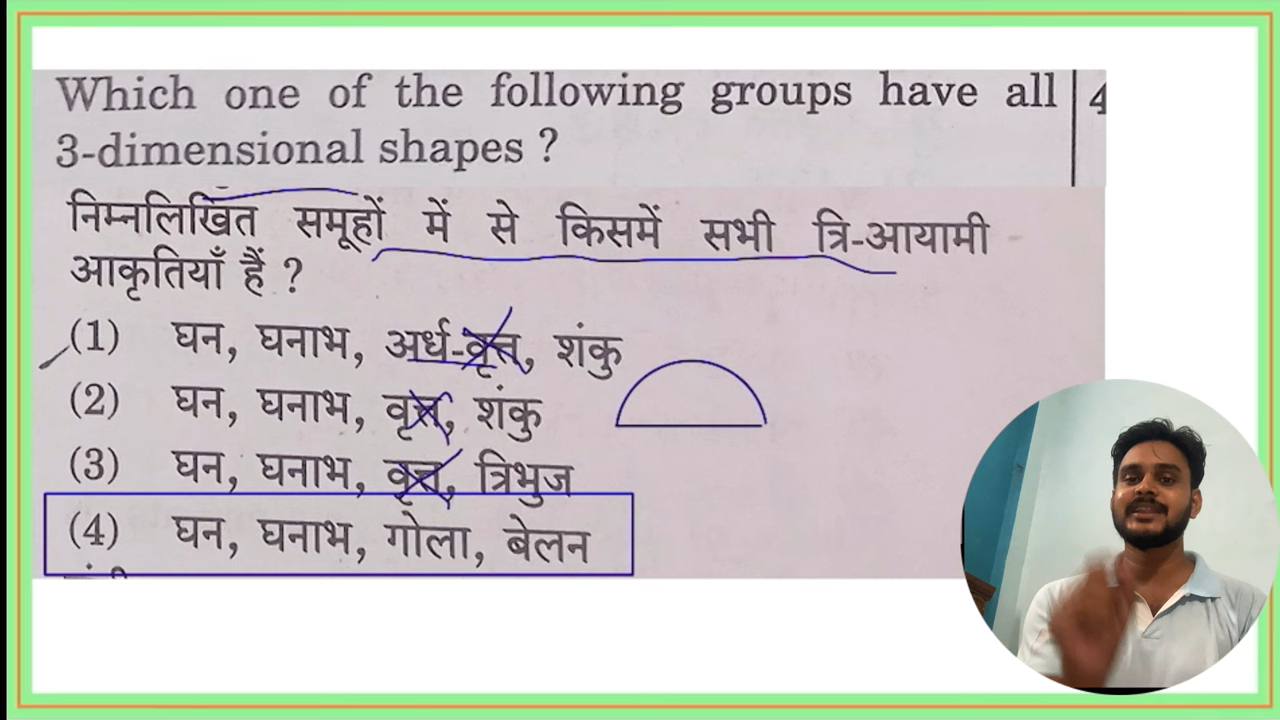 Which one of the following groups have all 4
3-dimensional shapes ?
निम्नलिखित समूहों में से किसमें सभी त्रि-आयामी
आकृतियाँ हैं ?
(1) घन, घनाभ, अर्ध-वृत्त, शंकु
(2) घन, घनाभ, वृत्त, शंकु
(3) घन, घनाभ, वृत्त, त्रिभुज
(4) घन, घनाभ, गोला, बेलन